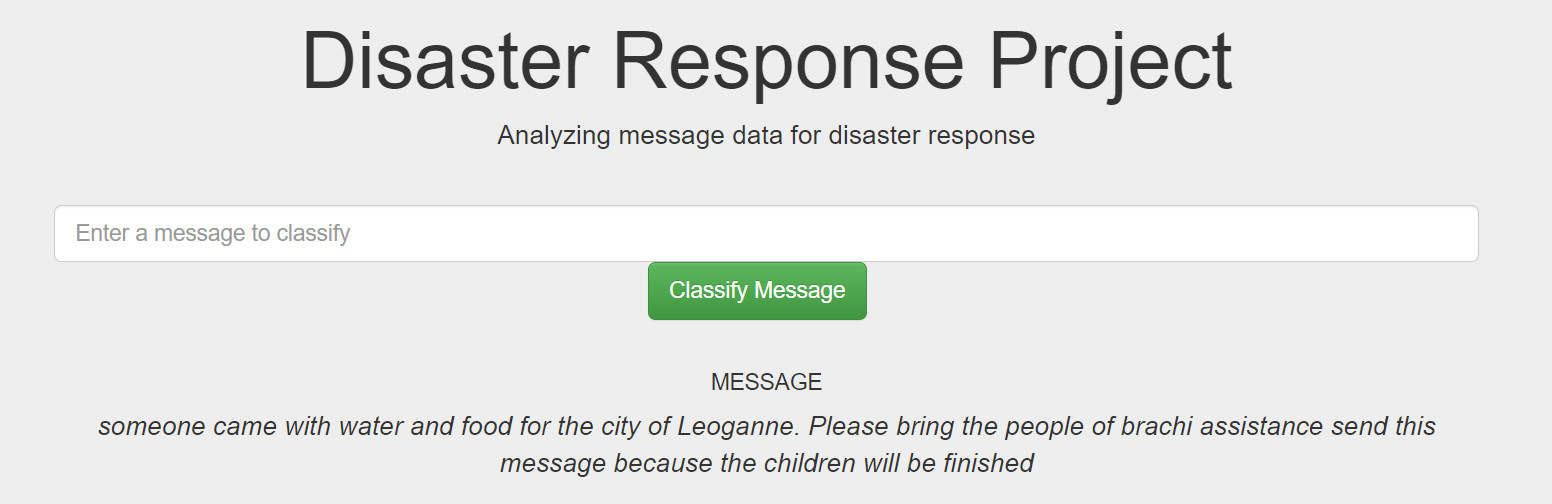 Disaster Response Project
Analyzing message data for disaster response
Enter a message to classify
Classify Message
MESSAGE
someone came with water and food for the city of Leoganne. Please bring the people of brachi assistance send this
message because the children will be finished